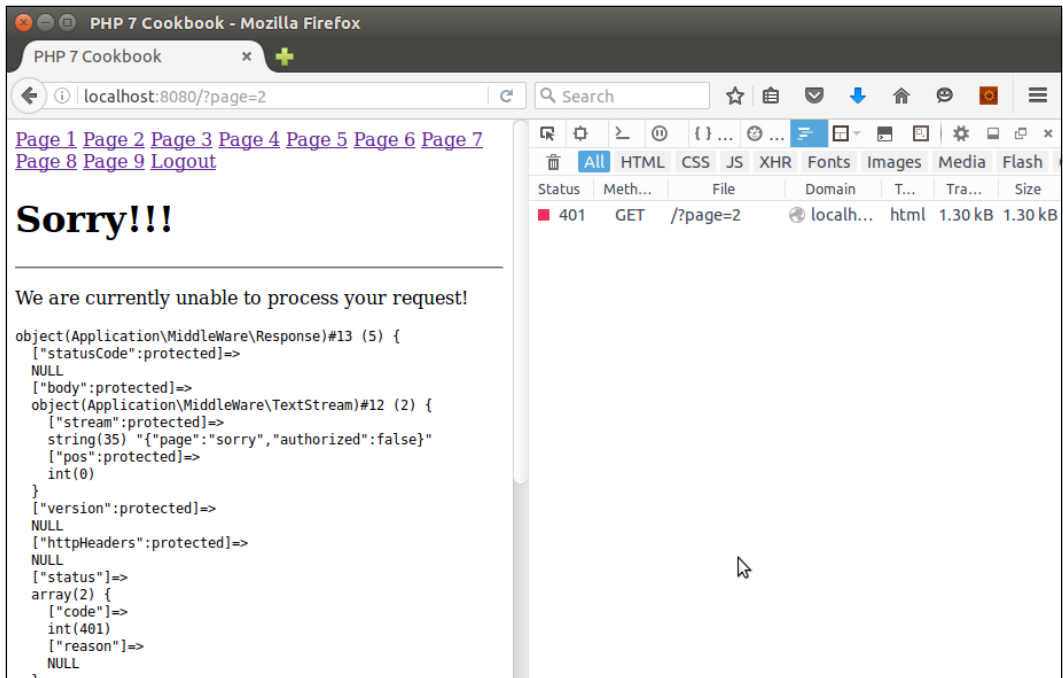 PHP 7 Cookbook - Mozilla Firefox
PHP 7 Cookbook
localhost:8080/?page=2
Search
Page 1 Page 2 Page 3 Page 4 Page 5 Page 6 Page 7
Page 8 Page 9 Logout
Sorry!!!
We are currently unable to process your request!
object(Application\MiddleWare\Response)#13 (5) {
["statusCode":protected]=>
NULL
["body":protected]=>
object(Application\MiddleWare\TextStream)#12 (2) {
["stream":protected]=>
string(35) "{"page":"sorry","authorized":false}"
["pos":protected]=>
int(0)
}
["version":protected]=>
NULL
["httpHeaders":protected]=>
NULL
["status"]=>
array(2) {
["code"]=>
int(401)
["reason"]=>
NULL
}
{ } ...
...
All HTML CSS JS XHR Fonts Images Media Flash
Status Meth... File Domain T... Tra... Size
401 GET /?page=2 localh... html 1.30 kB 1.30 kB